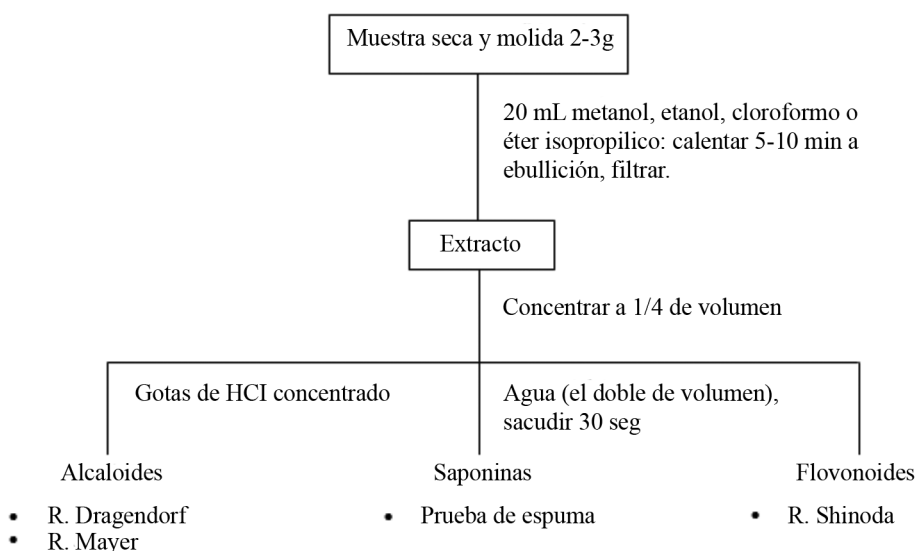 Muestra seca y molida 2-3g
20 mL metanol, etanol, cloroformo o
éter isopropilico: calentar 5-10 min a
ebullición, filtrar.
Extracto
Concentrar a 1/4 de volumen
Gotas de HCI concentrado
Agua (el doble de volumen),
sacudir 30 seg
Alcaloides
• R. Dragendorf
• R. Mayer
Saponinas
• Prueba de espuma
Flovonoides
• R. Shinoda